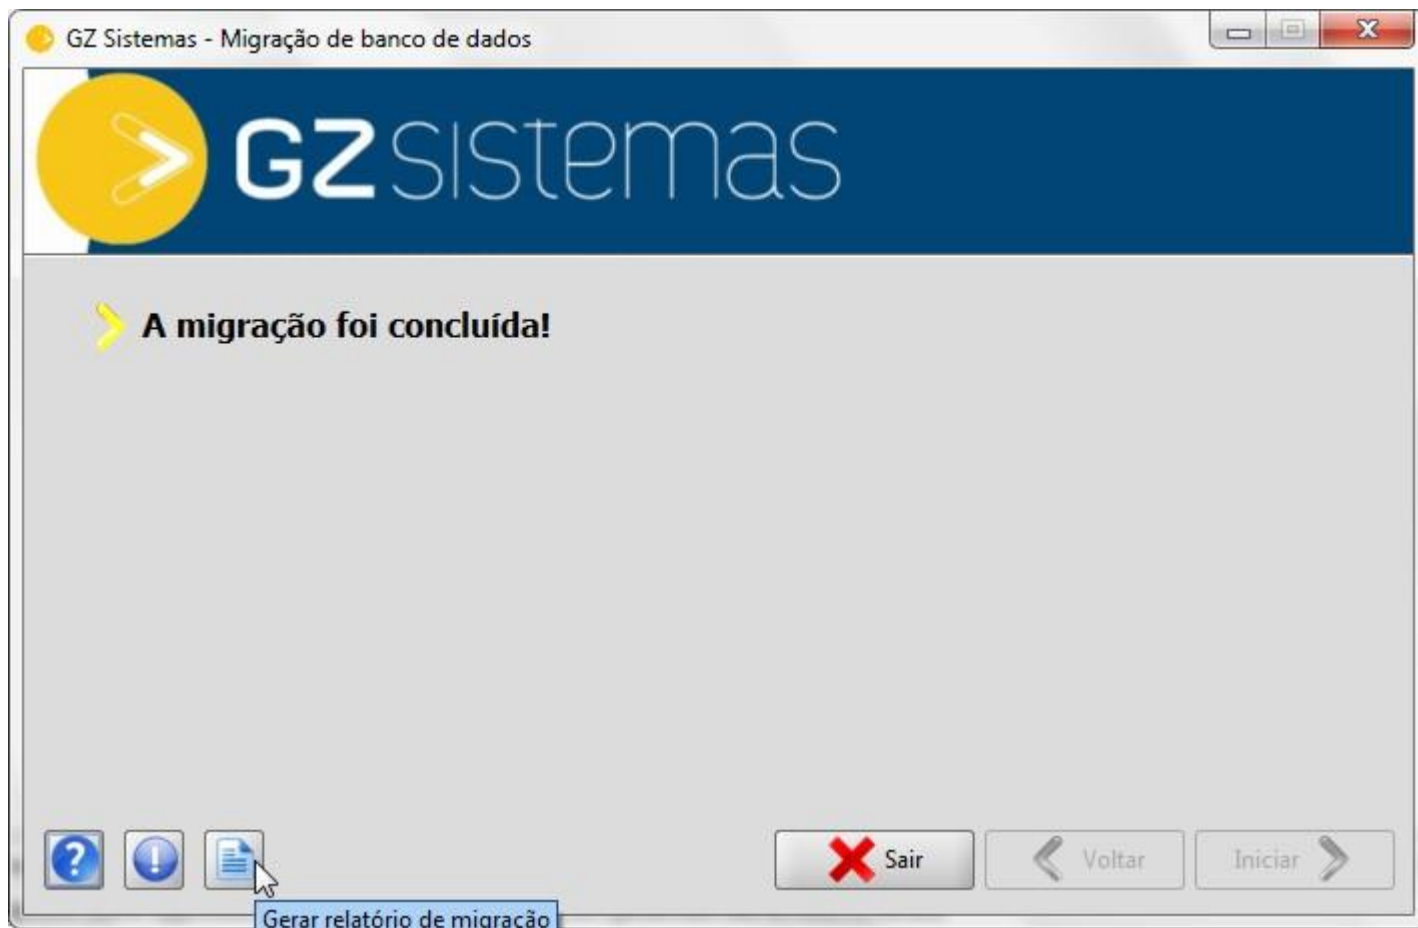 GZ Sistemas - Migração de banco de dados
GZsistemas
A migração foi concluída!
Sair
Voltar
Iniciar
Gerar relatório de migração